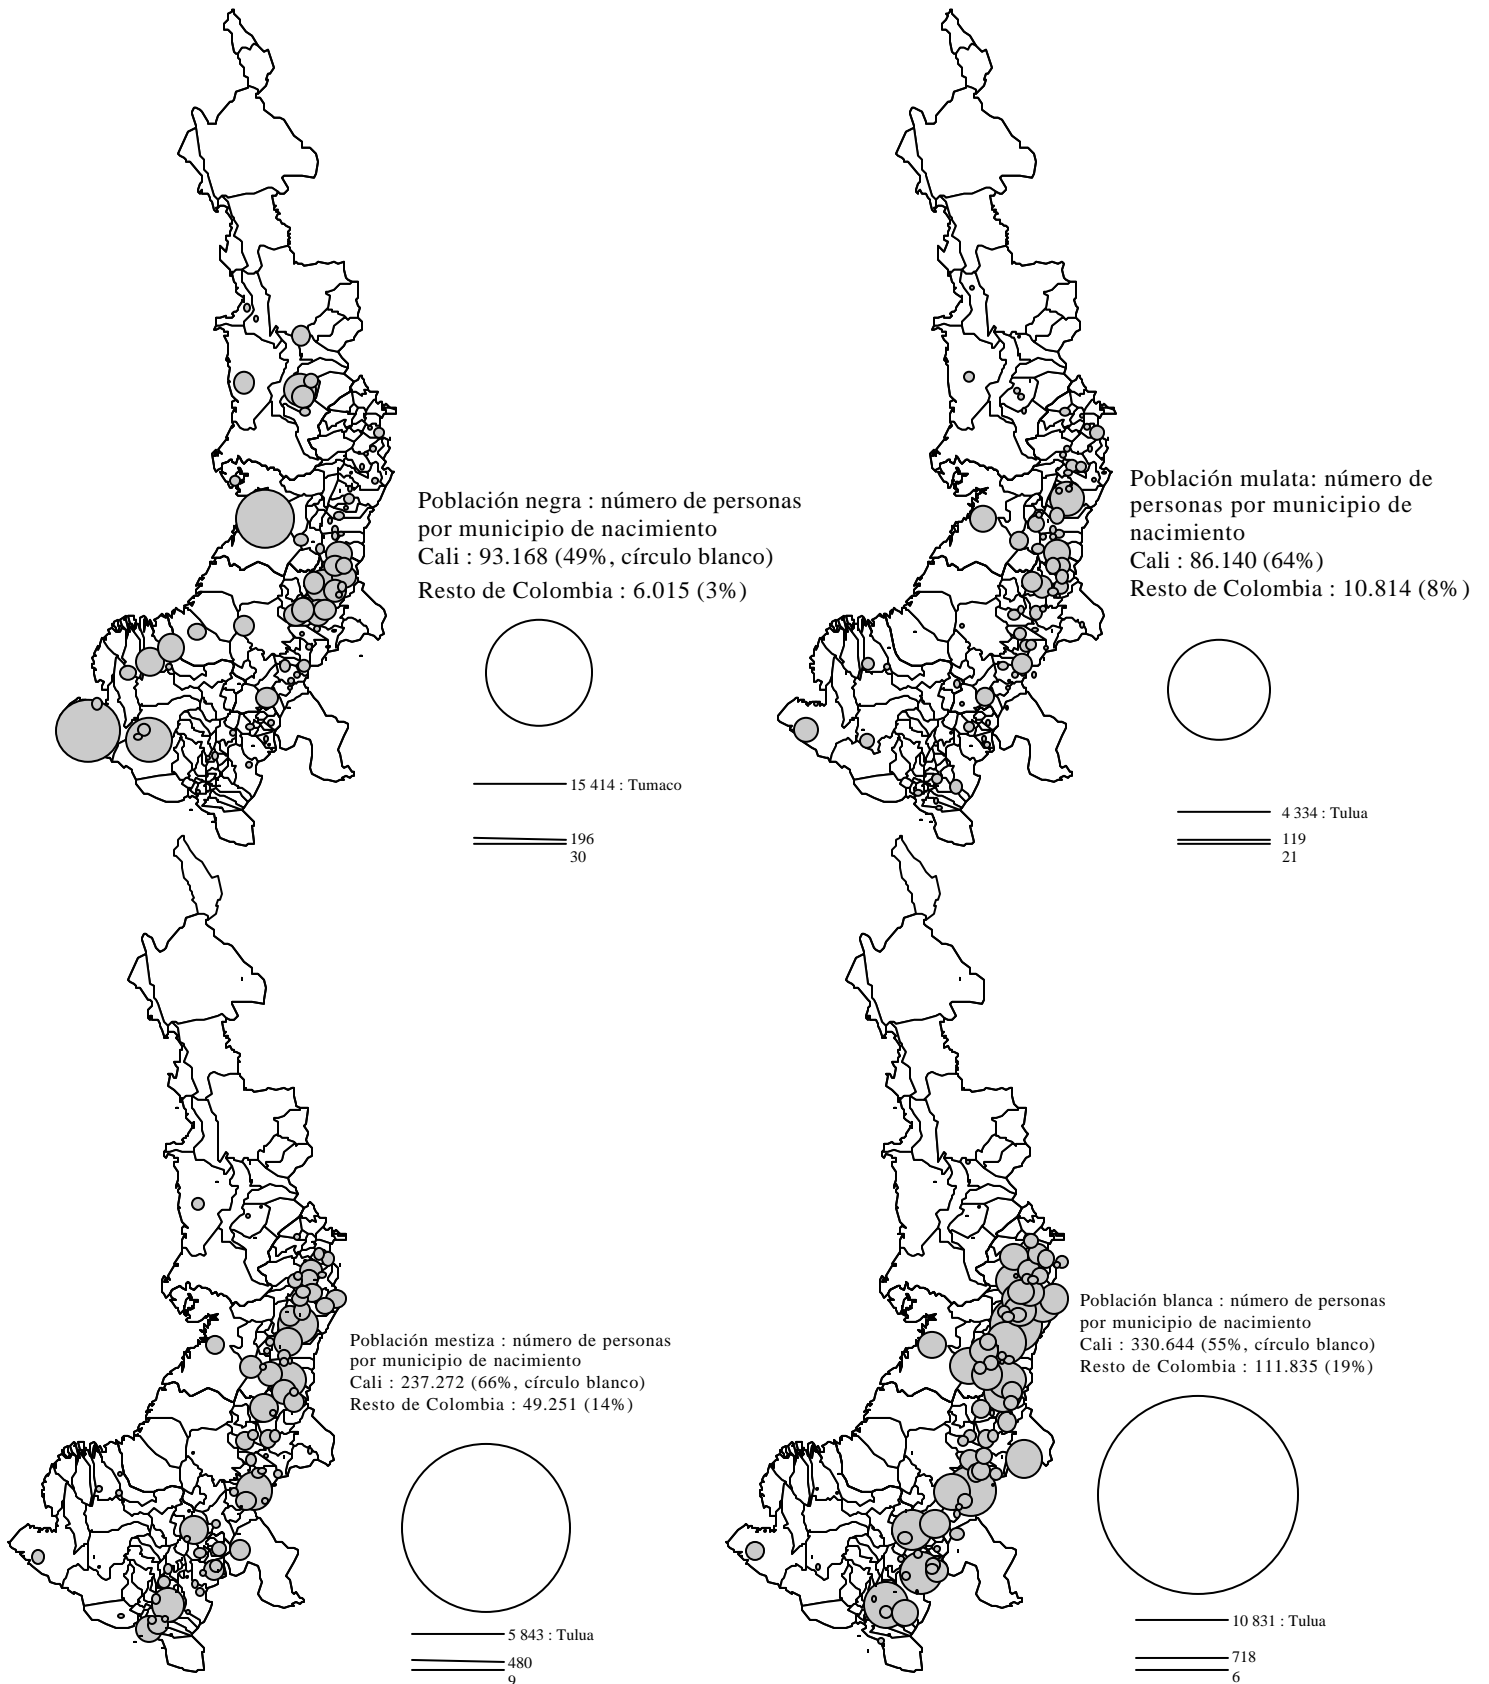 Población negra : número de personas
por municipio de nacimiento
Cali : 93.168 (49%, círculo blanco)
Resto de Colombia : 6.015 (3%)
15 414 : Tumaco
196
30
Población mulata: número de
personas por municipio de
nacimiento
Cali : 86.140 (64%)
Resto de Colombia : 10.814 (8%)
4 334 : Tulua
119
21
Población mestiza : número de personas
por municipio de nacimiento
Cali : 237.272 (66%, círculo blanco)
Resto de Colombia : 49.251 (14%)
5 843 : Tulua
480
9
Población blanca : número de personas
por municipio de nacimiento
Cali : 330.644 (55%, círculo blanco)
Resto de Colombia : 111.835 (19%)
10 831 : Tulua
718
6